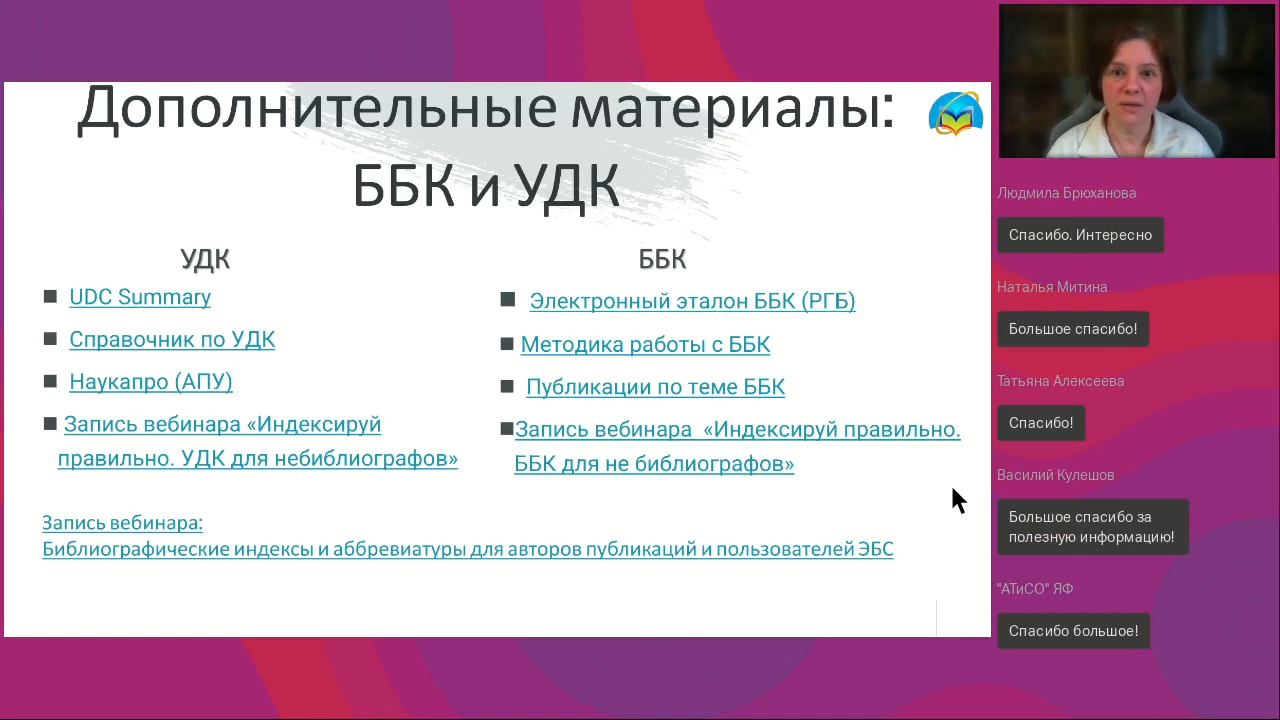 Дополнительные материалы:
ББК и УДК
УДК
UDC Summary
Справочник по УДК
Наукапро (АПУ)
Запись вебинара «Индексируй
правильно. УДК для небиблиографов»
ББК
Электронный эталон ББК (РГБ)
Методика работы с ББК
Публикации по теме ББК
Запись вебинара «Индексируй правильно.
ББК для не библиографов»
Запись вебинара:
Библиографические индексы и аббревиатуры для авторов публикаций и пользователей ЭБС
Людмила Брюханова
Спасибо. Интересно
Наталья Митина
Большое спасибо!
Татьяна Алексеева
Спасибо!
Василий Кулешов
Большое спасибо за
полезную информацию!
"АТиСО" ЯФ
Спасибо большое!